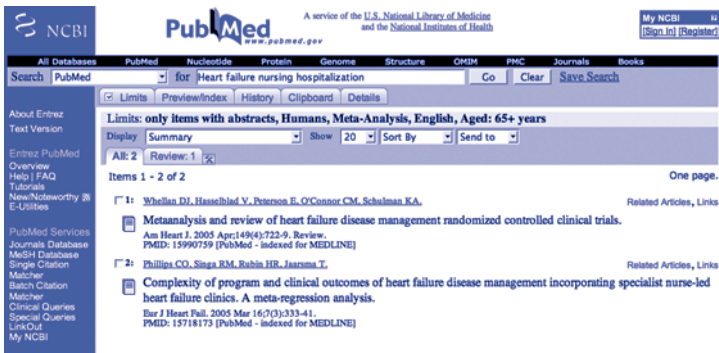 NCBI
PubMed
www.pubmed.gov
A service of the U.S. National Library of Medicine
and the National Institutes of Health
My NCBI
[Sign In] [Register]
All Databases PubMed Nucleotide Protein Genome Structure OMIM PMC Journals Books
Search PubMed for Heart failure nursing hospitalization Go Clear Save Search
Limits Preview/Index History Clipboard Details
Limits: only items with abstracts, Humans, Meta-Analysis, English, Aged: 65+ years
Display Summary Show 20 Sort By Send to
All: 2 Review: 1
Items 1 - 2 of 2 One page.
1: Whellan DJ, Hasselblad V, Peterson E, O'Connor CM, Schulman KA. Related Articles, Links
Metaanalysis and review of heart failure disease management randomized controlled clinical trials.
Am Heart J. 2005 Apr;149(4):722-9. Review.
PMID: 15990759 [PubMed - indexed for MEDLINE]
2: Phillips CO, Singa RM, Rubin HR, Jaarsma T. Related Articles, Links
Complexity of program and clinical outcomes of heart failure disease management incorporating specialist nurse-led
heart failure clinics. A meta-regression analysis.
Eur J Heart Fail. 2005 Mar 16;7(3):333-41.
PMID: 15718173 [PubMed - indexed for MEDLINE]
About Entrez
Text Version
Entrez PubMed
Overview
Help | FAQ
Tutorials
New/Noteworthy
E-Utilities
PubMed Services
Journals Database
MeSH Database
Single Citation
Matcher
Batch Citation
Matcher
Clinical Queries
Special Queries
LinkOut
My NCBI